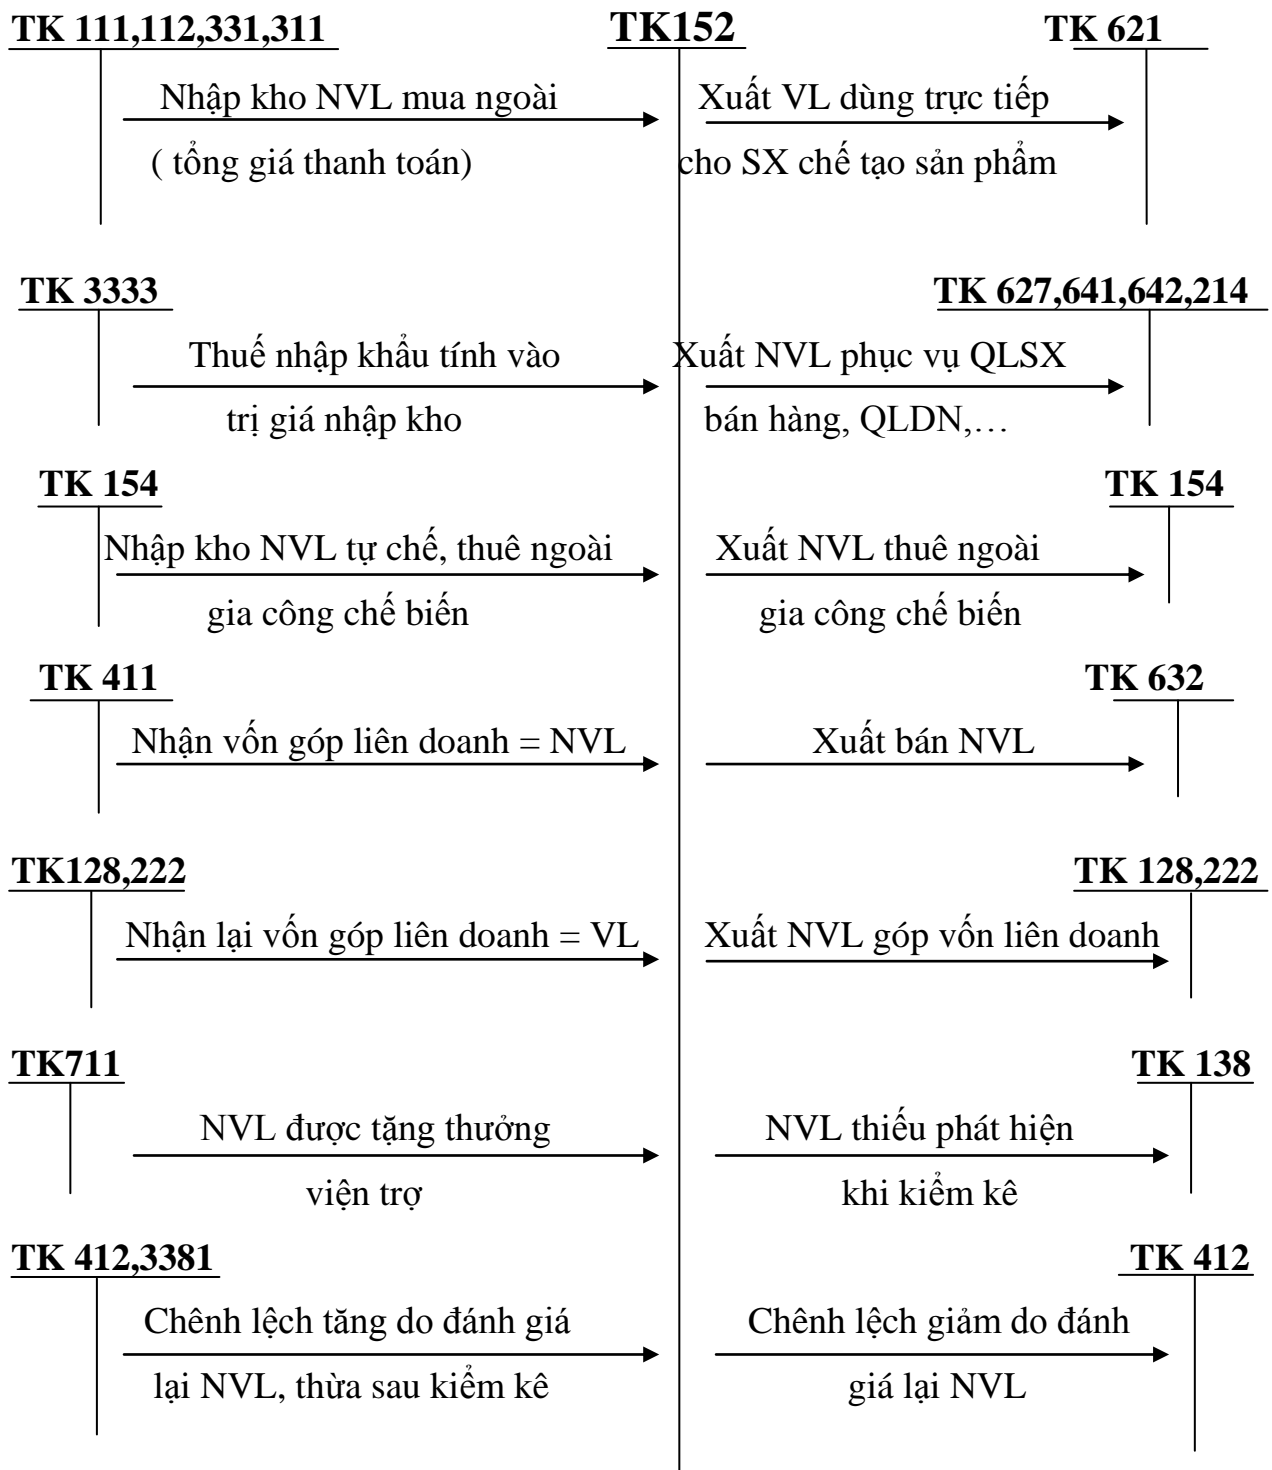 TK 111,112,331,311 TK152 TK 621
Nhập kho NVL mua ngoài Xuất VL dùng trực tiếp
( tổng giá thanh toán) cho SX chế tạo sản phẩm
TK 3333 TK 627,641,642,214
Thuế nhập khẩu tính vào Xuất NVL phục vụ QLSX
trị giá nhập kho bán hàng, QLDN,…
TK 154 TK 154
Nhập kho NVL tự chế, thuê ngoài Xuất NVL thuê ngoài
gia công chế biến gia công chế biến
TK 411 TK 632
Nhận vốn góp liên doanh = NVL Xuất bán NVL
TK128,222 TK 128,222
Nhận lại vốn góp liên doanh = VL Xuất NVL góp vốn liên doanh
TK711 TK 138
NVL được tặng thưởng NVL thiếu phát hiện
viện trợ khi kiểm kê
TK 412,3381 TK 412
Chênh lệch tăng do đánh giá Chênh lệch giảm do đánh
lại NVL, thừa sau kiểm kê giá lại NVL